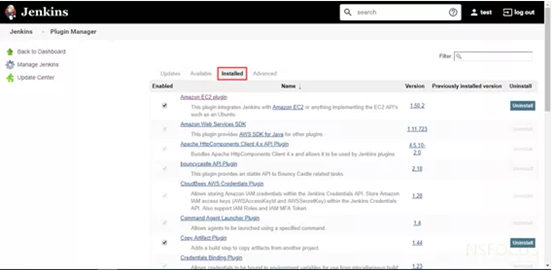 Jenkins
search
test
log out
Jenkins
Plugin Manager
Back to Dashboard
Manage Jenkins
Update Center
Filter:
Updates
Available
Installed
Advanced
Enabled
Name ↓
Version
Previously installed version
Uninstall
Amazon EC2 plugin
This plugin integrates Jenkins with Amazon EC2 or anything implementing the EC2 API's
such as an Ubuntu
1.50.2
Uninstall
Amazon Web Services SDK
This plugin provides AWS SDK for Java for other plugins.
1.11.723
Apache HttpComponents Client 4.x API Plugin
Bundles Apache HttpComponents Client 4.x and allows it to be used by Jenkins plugins.
4.5.10-
2.0
bouncycastle API Plugin
This plugin provides an stable API to Bouncy Castle related tasks.
2.18
CloudBees AWS Credentials Plugin
Allows storing Amazon IAM credentials within the Jenkins Credentials API. Store Amazon
IAM access keys (AWSAccessKeyId and AWSSecretKey) within the Jenkins Credentials
API. Also support IAM Roles and IAM MFA Token
1.28
Command Agent Launcher Plugin
Allows agents to be launched using a specified command
1.4
Copy Artifact Plugin
Adds a build step to copy artifacts from another project
1.44
Uninstall
Credentials Binding Plugin
Allows credentials to be bound to environment variables for use from miscellaneous build
1.23